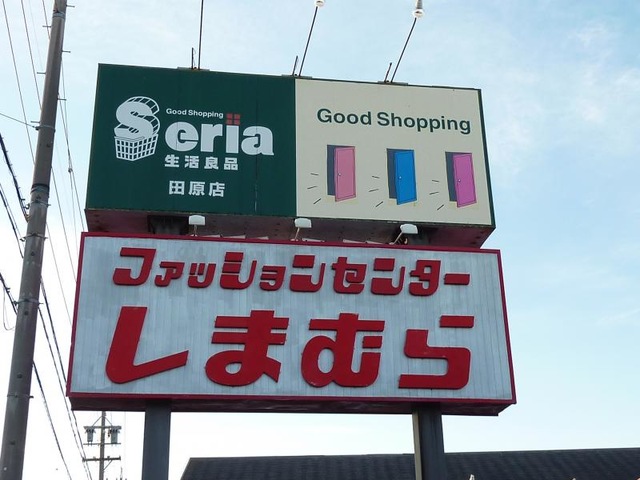 Good Shopping
Seria
生活良品
田原店
Good Shopping
ファッションセンター
しまむら